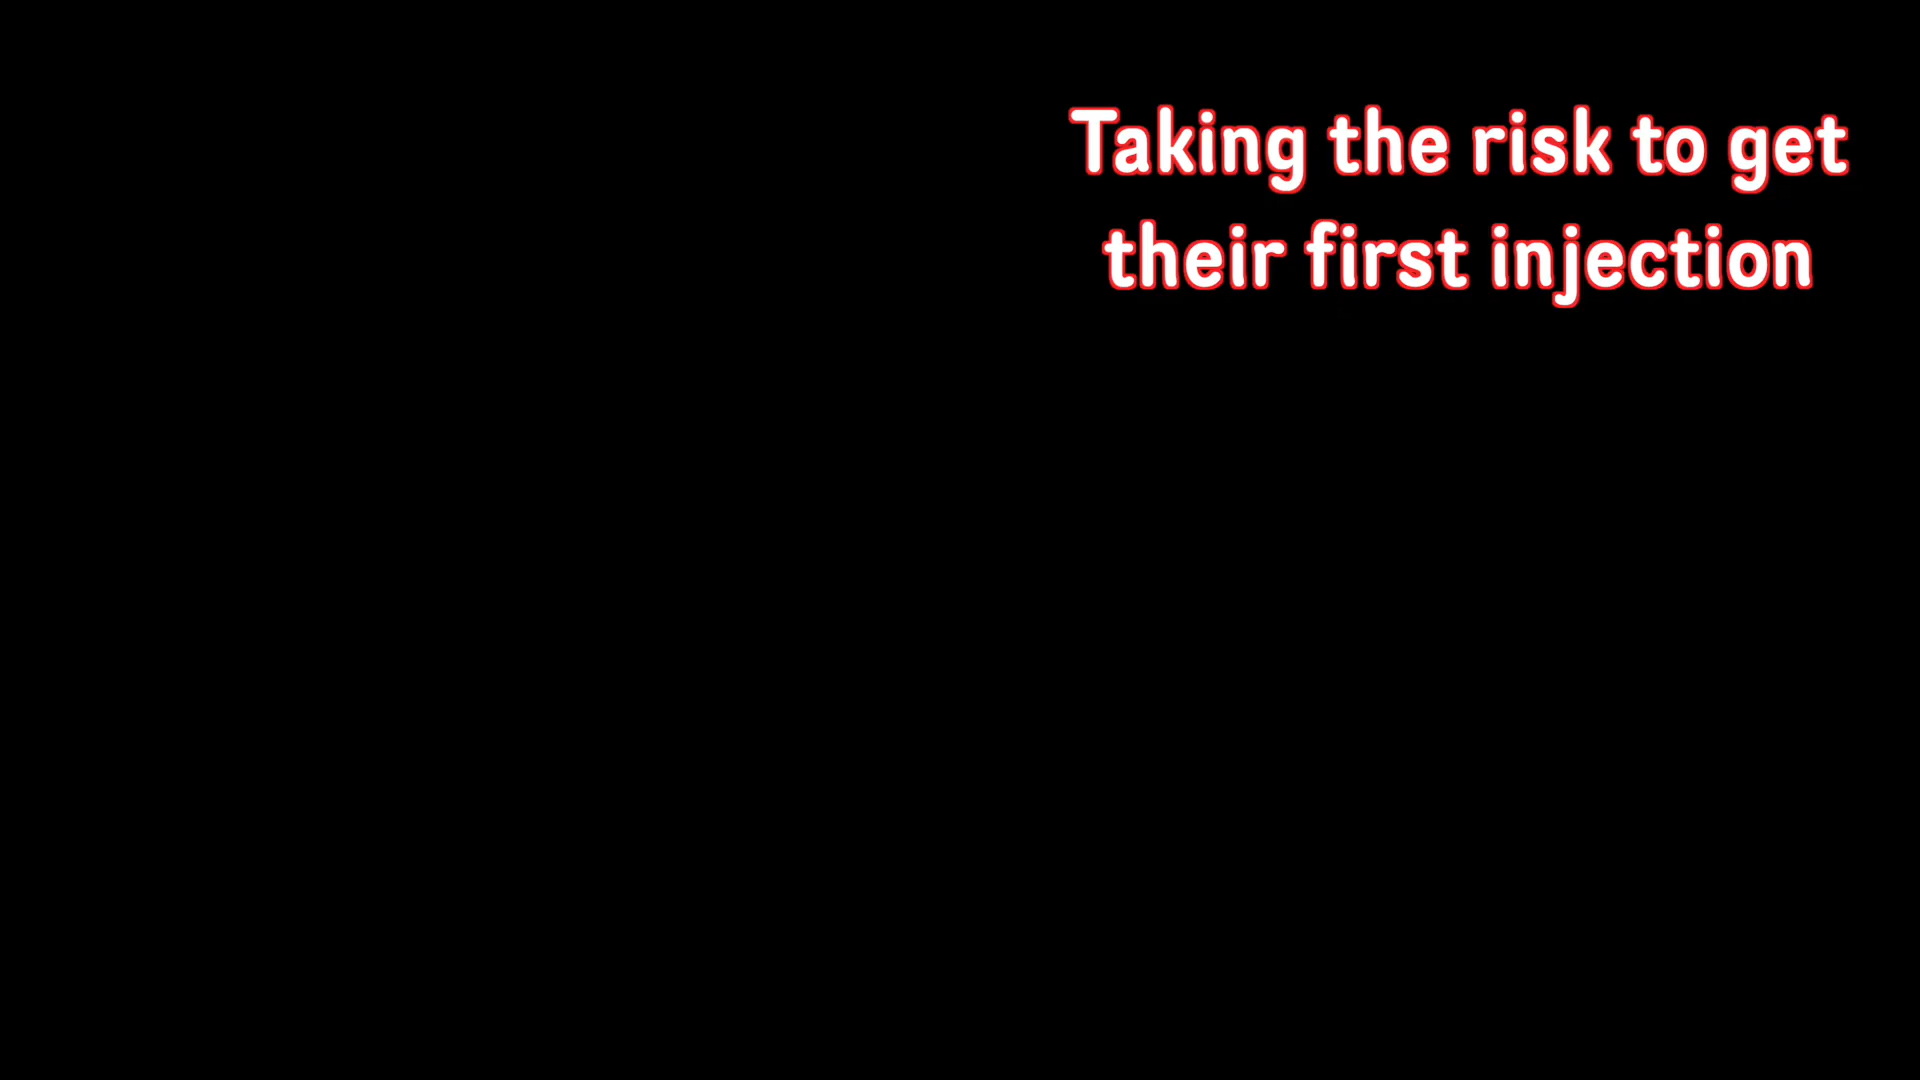 Taking the risk to get
their first injection